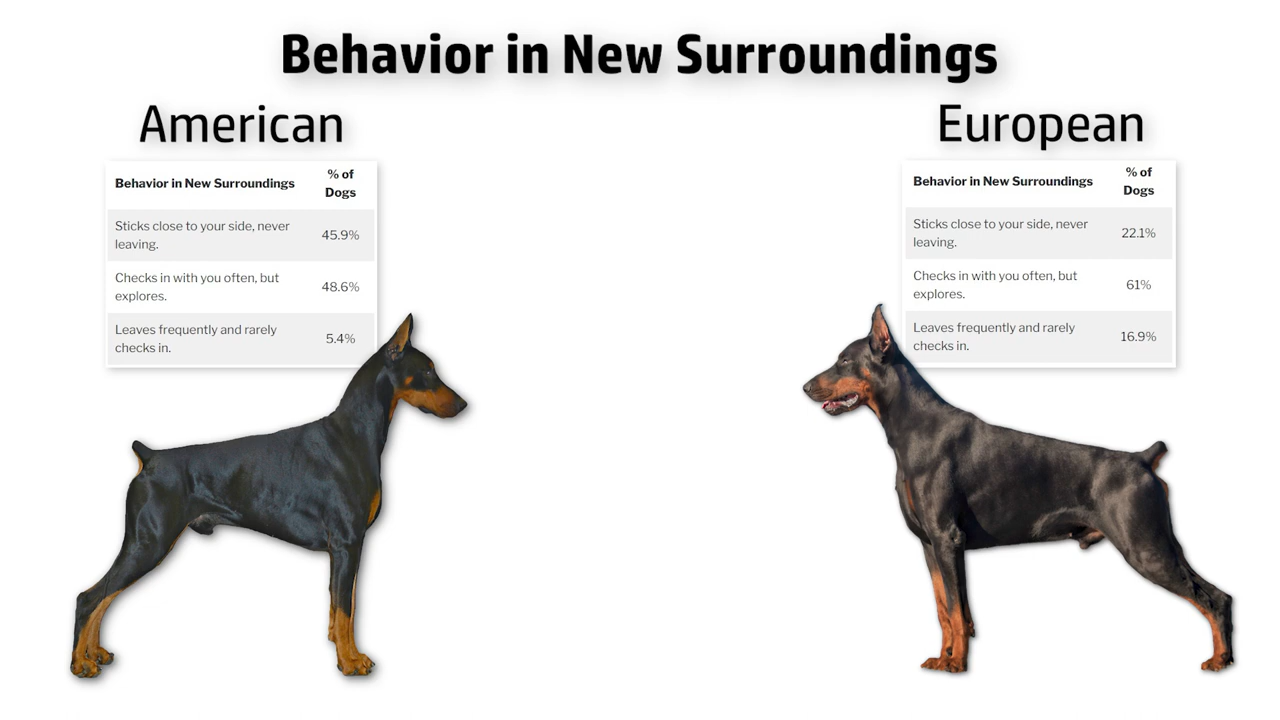 Behavior in New Surroundings
American
Behavior in New Surroundings
% of
Dogs
Sticks close to your side, never
leaving.
45.9%
Checks in with you often, but
explores.
48.6%
Leaves frequently and rarely
checks in.
5.4%
European
Behavior in New Surroundings
% of
Dogs
Sticks close to your side, never
leaving.
22.1%
Checks in with you often, but
explores.
61%
Leaves frequently and rarely
checks in.
16.9%